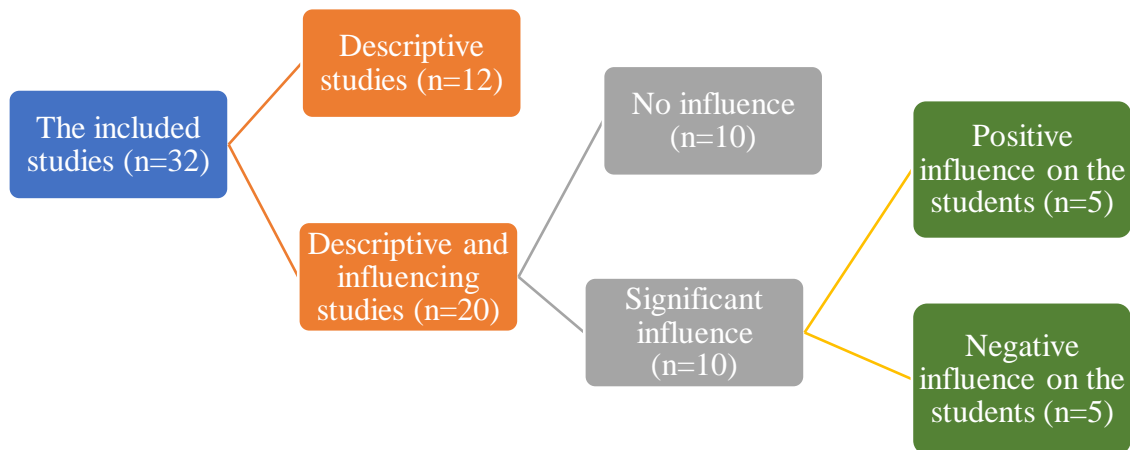 The included
studies (n=32)
Descriptive
studies (n=12)
Descriptive and
influencing
studies (n=20)
No influence
(n=10)
Significant
influence
(n=10)
Positive
influence on the
students (n=5)
Negative
influence on the
students (n=5)